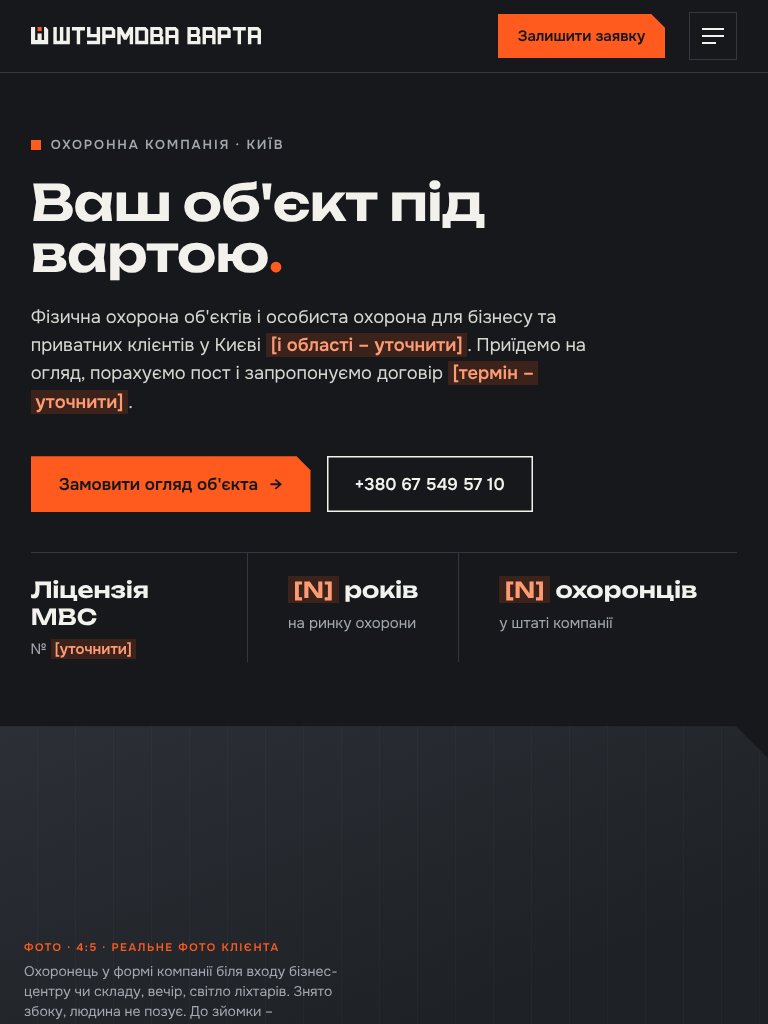 ШТУРМОВА ВАРТА
Залишити заявку
ОХОРОННА КОМПАНІЯ · КИЇВ
Ваш об'єкт під
вартою.
Фізична охорона об'єктів і особиста охорона для бізнесу та
приватних клієнтів у Києві [і області – уточнити]. Приїдемо на
огляд, порахуємо пост і запропонуємо договір [термін –
уточнити].
Замовити огляд об'єкта →
+380 67 549 57 10
Ліцензія
МВС
№ [уточнити]
[N] років
на ринку охорони
[N] охоронців
у штаті компанії
ФОТО · 4:5 · РЕАЛЬНЕ ФОТО КЛІЄНТА
Охоронець у формі компанії біля входу бізнес-
центру чи складу, вечір, світло ліхтарів. Знято
збоку, людина не позує. До зйомки –